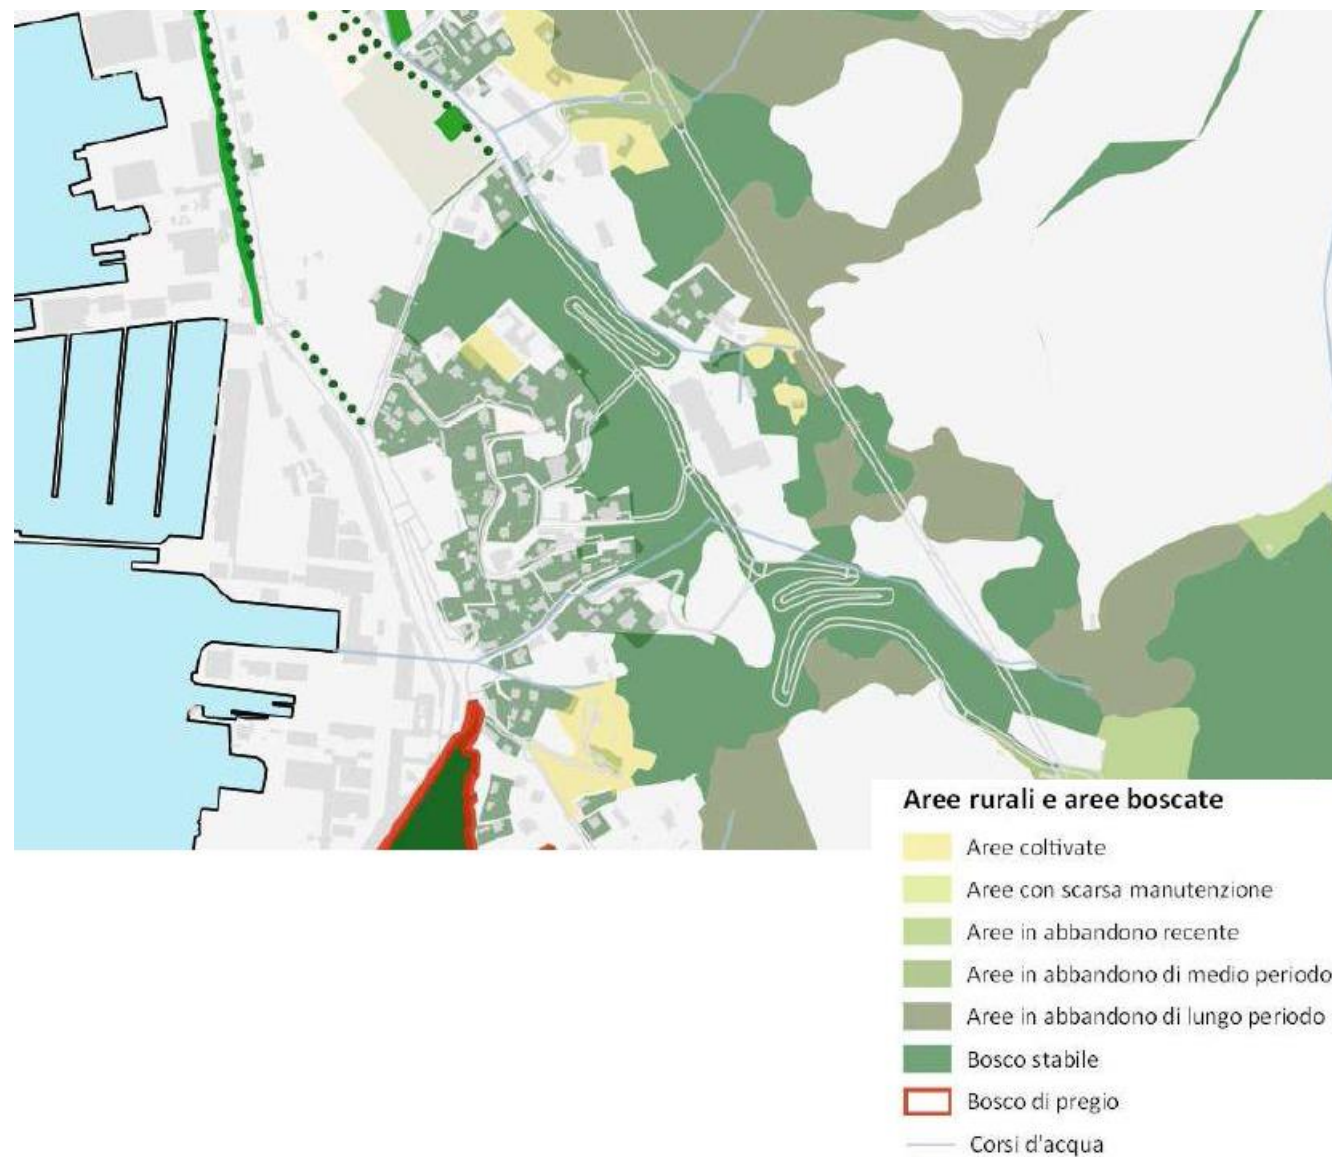 Aree rurali e aree boscate
Aree coltivate
Aree con scarsa manutenzione
Aree in abbandono recente
Aree in abbandono di medio periodo
Aree in abbandono di lungo periodo
Bosco stabile
Bosco di pregio
Corsi d'acqua